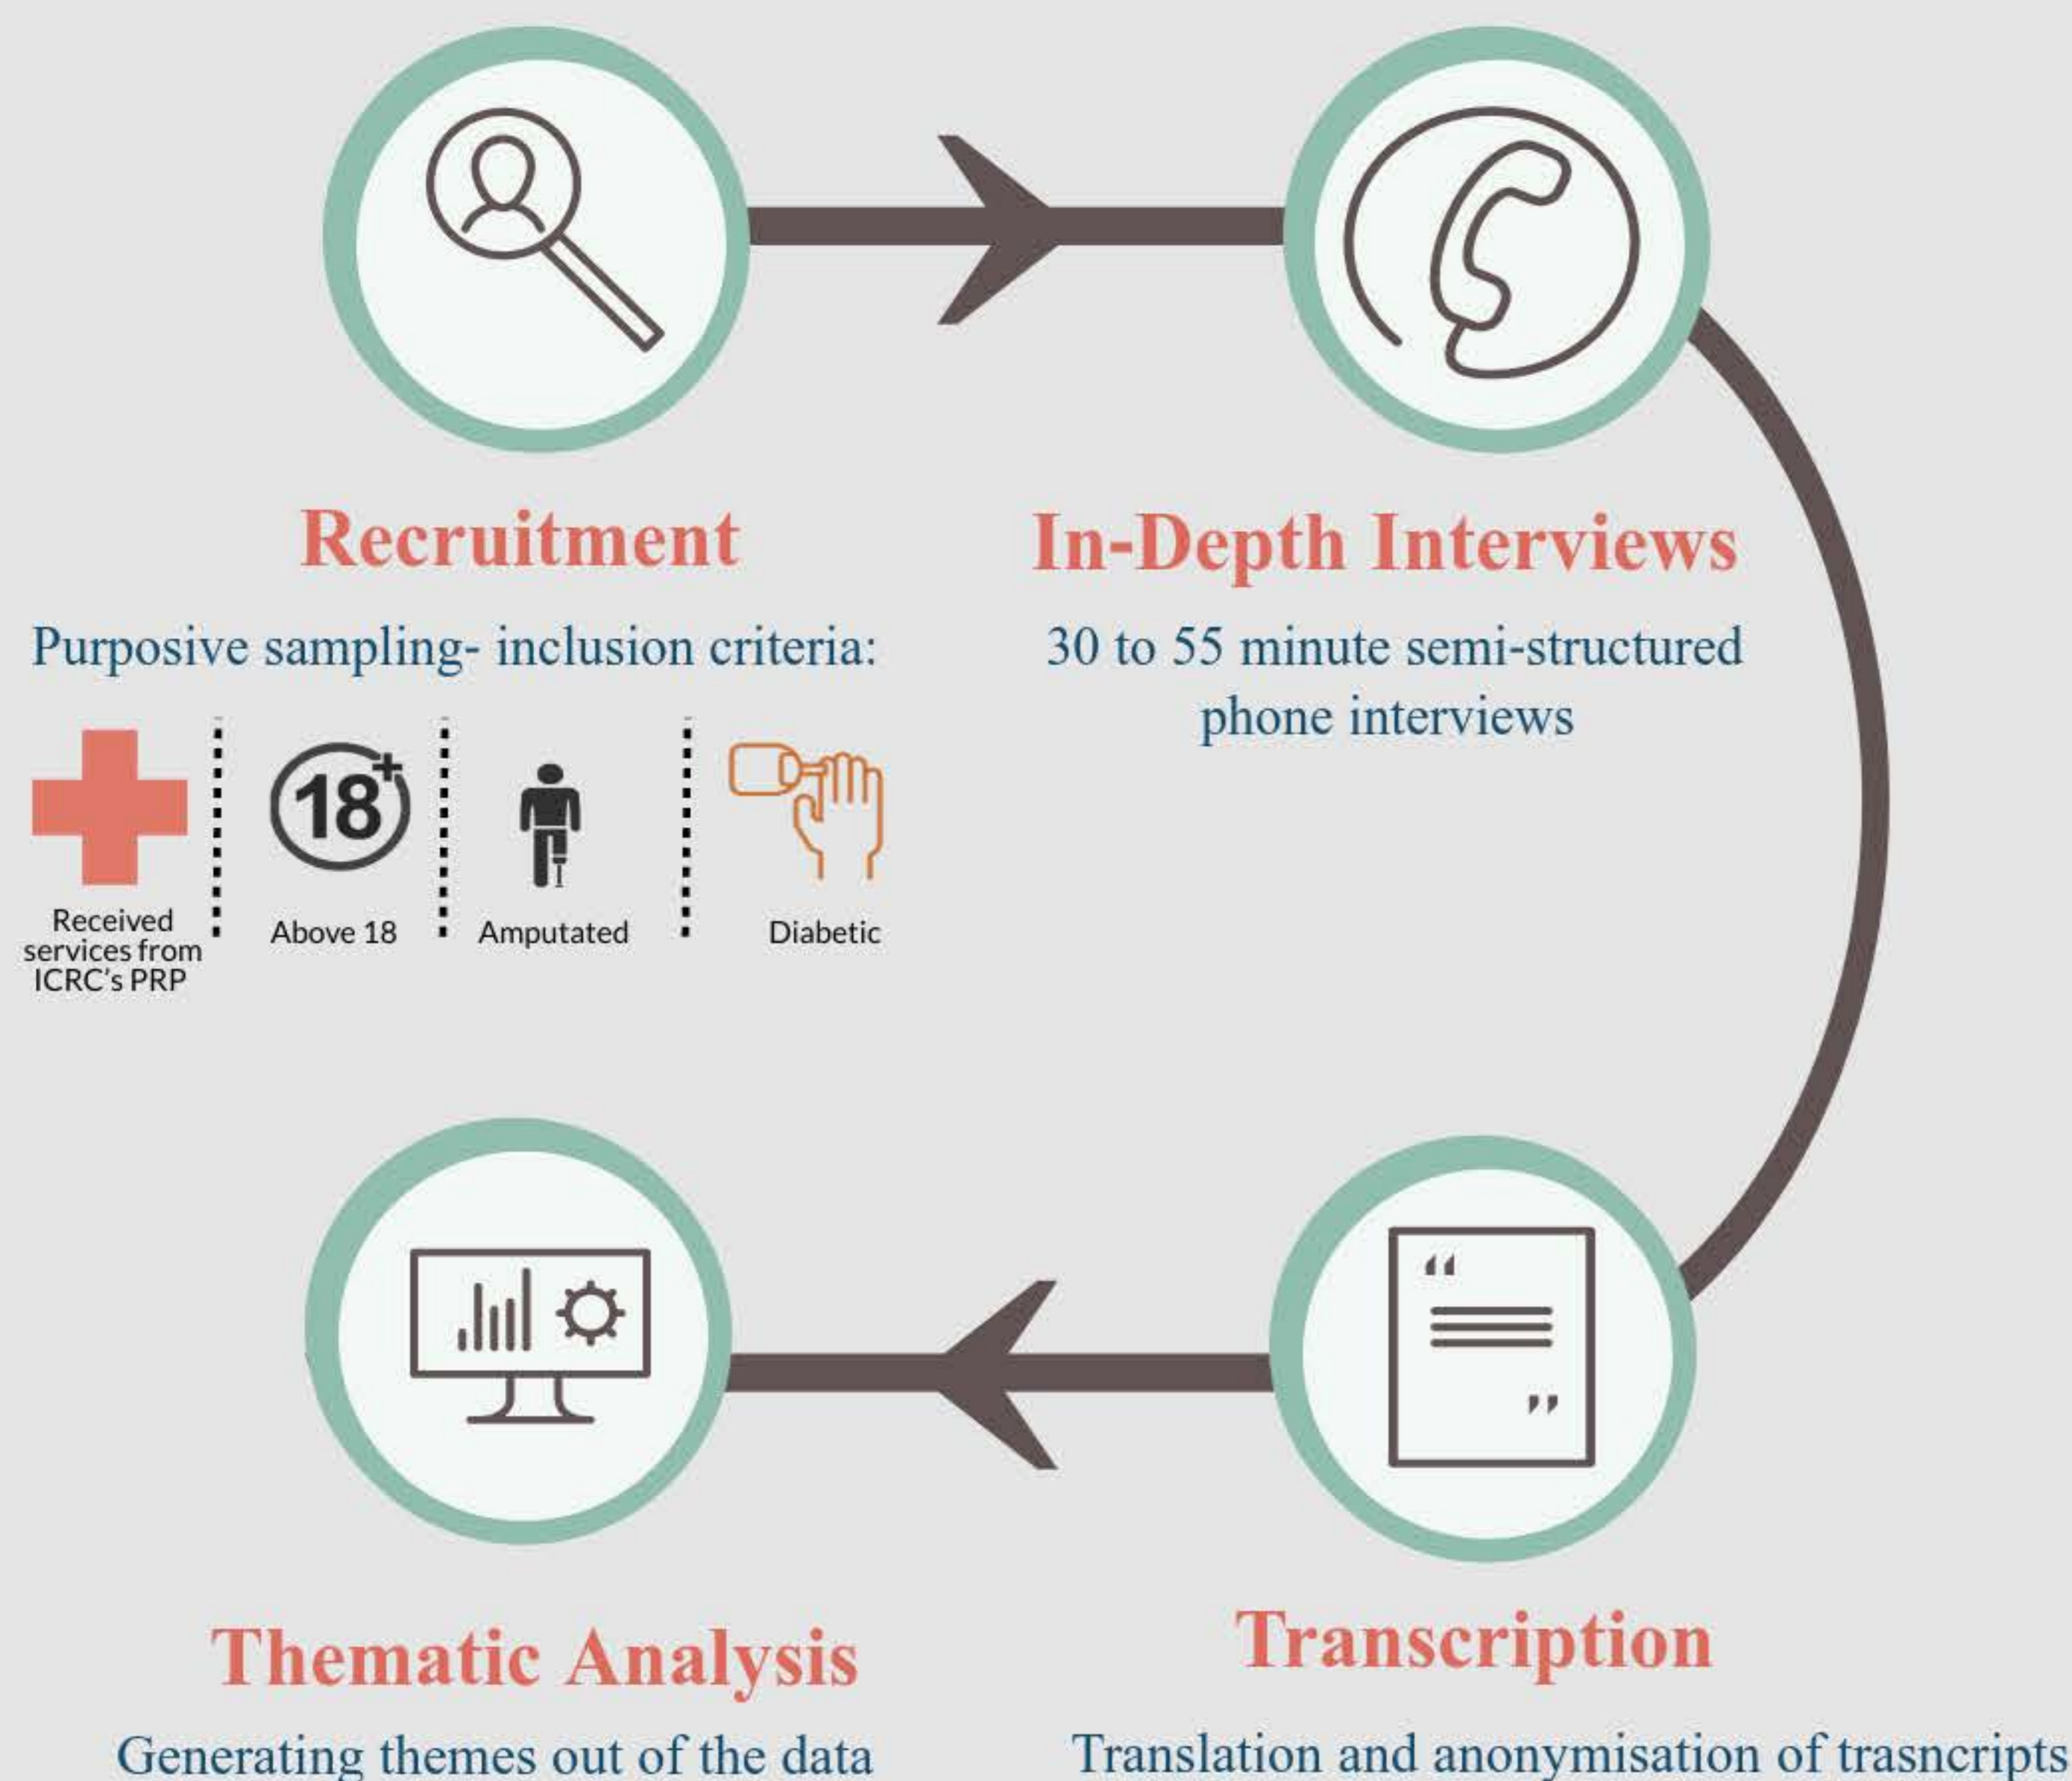 Recruitment
Purposive sampling- inclusion criteria:
18+
Received
services from
ICRC's PRP
Above 18
Amputated
Diabetic
In-Depth Interviews
30 to 55 minute semi-structured
phone interviews
“
”
Transcription
Translation and anonymisation of trasncripts
Thematic Analysis
Generating themes out of the data